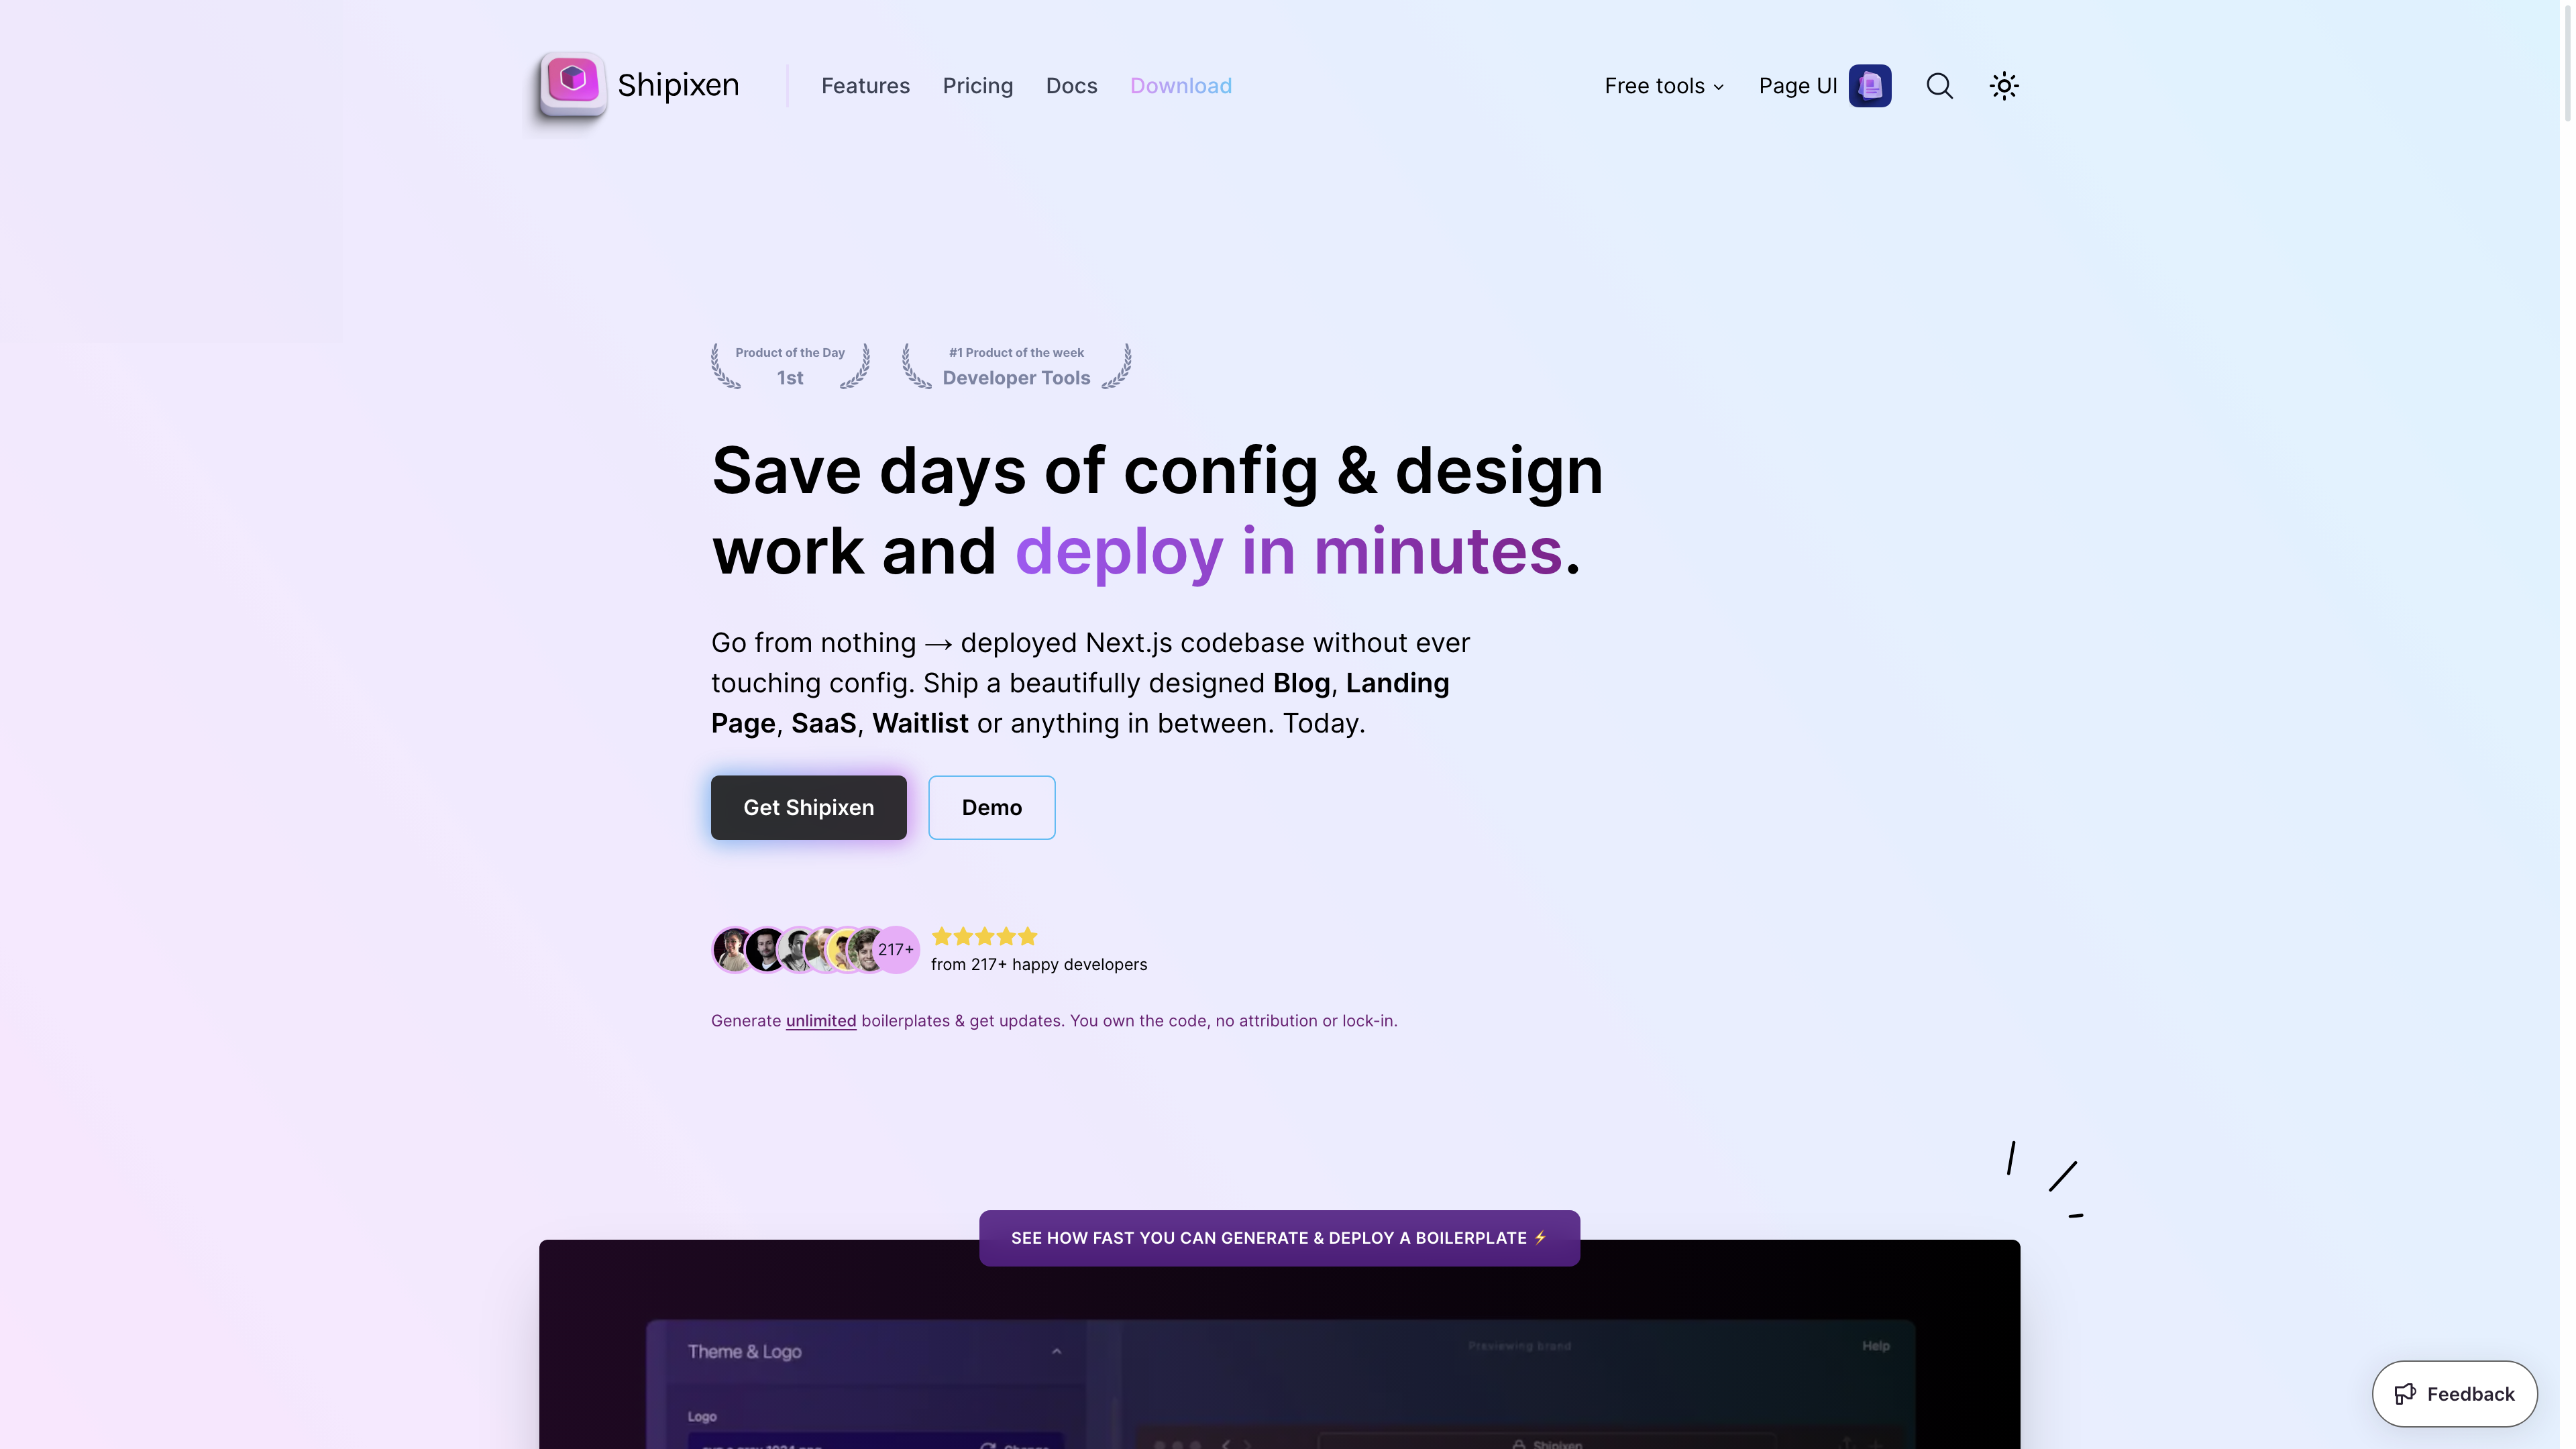 Shipixen
Features
Pricing
Docs
Download
Free tools
Page UI
Product of the Day
1st
#1 Product of the week
Developer Tools
Save days of config & design
work and deploy in minutes.
Go from nothing → deployed Next.js codebase without ever
touching config. Ship a beautifully designed Blog, Landing
Page, SaaS, Waitlist or anything in between. Today.
Get Shipixen
Demo
217+
from 217+ happy developers
Generate unlimited boilerplates & get updates. You own the code, no attribution or lock-in.
SEE HOW FAST YOU CAN GENERATE & DEPLOY A BOILERPLATE ⚡
Theme & Logo
Previewing brand
Help
Logo
Change
Shipixen
Feedback